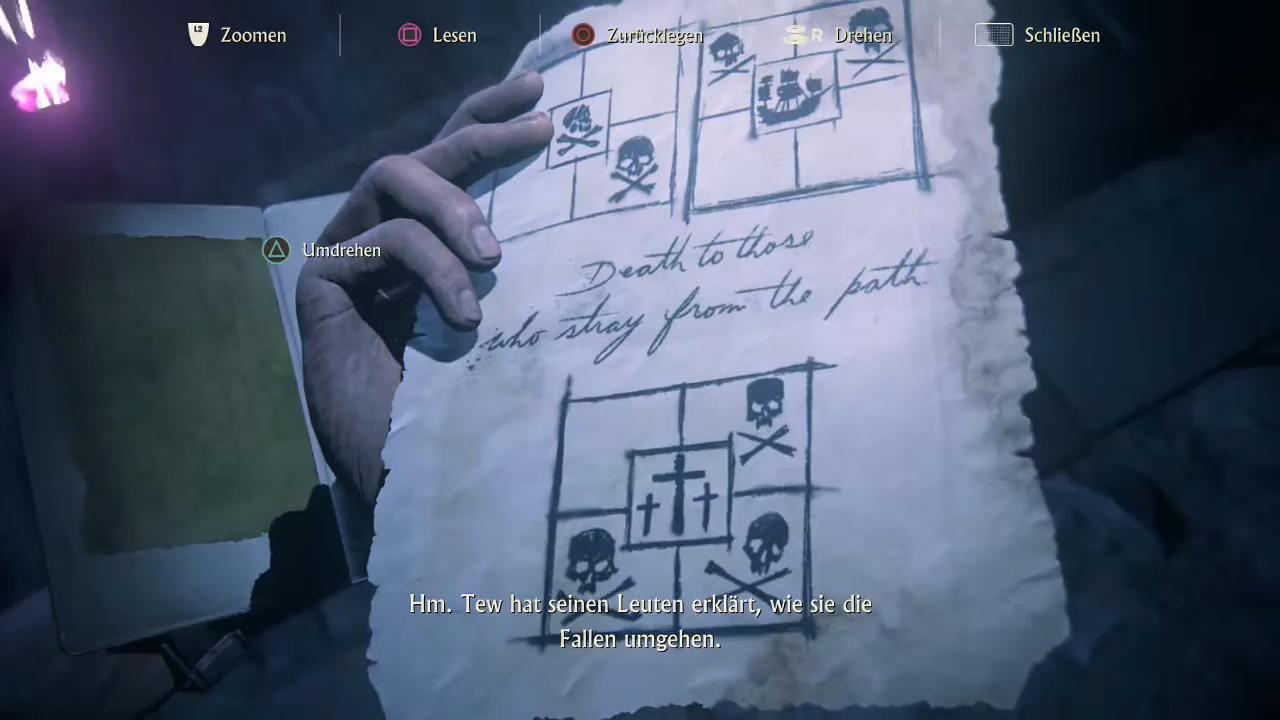 L2 Zoomen
Lesen
Zurücklegen
R Drehen
Schließen
Umdrehen
Death to those
who stray from the path
Hm. Tew hat seinen Leuten erklärt, wie sie die
Fallen umgehen.